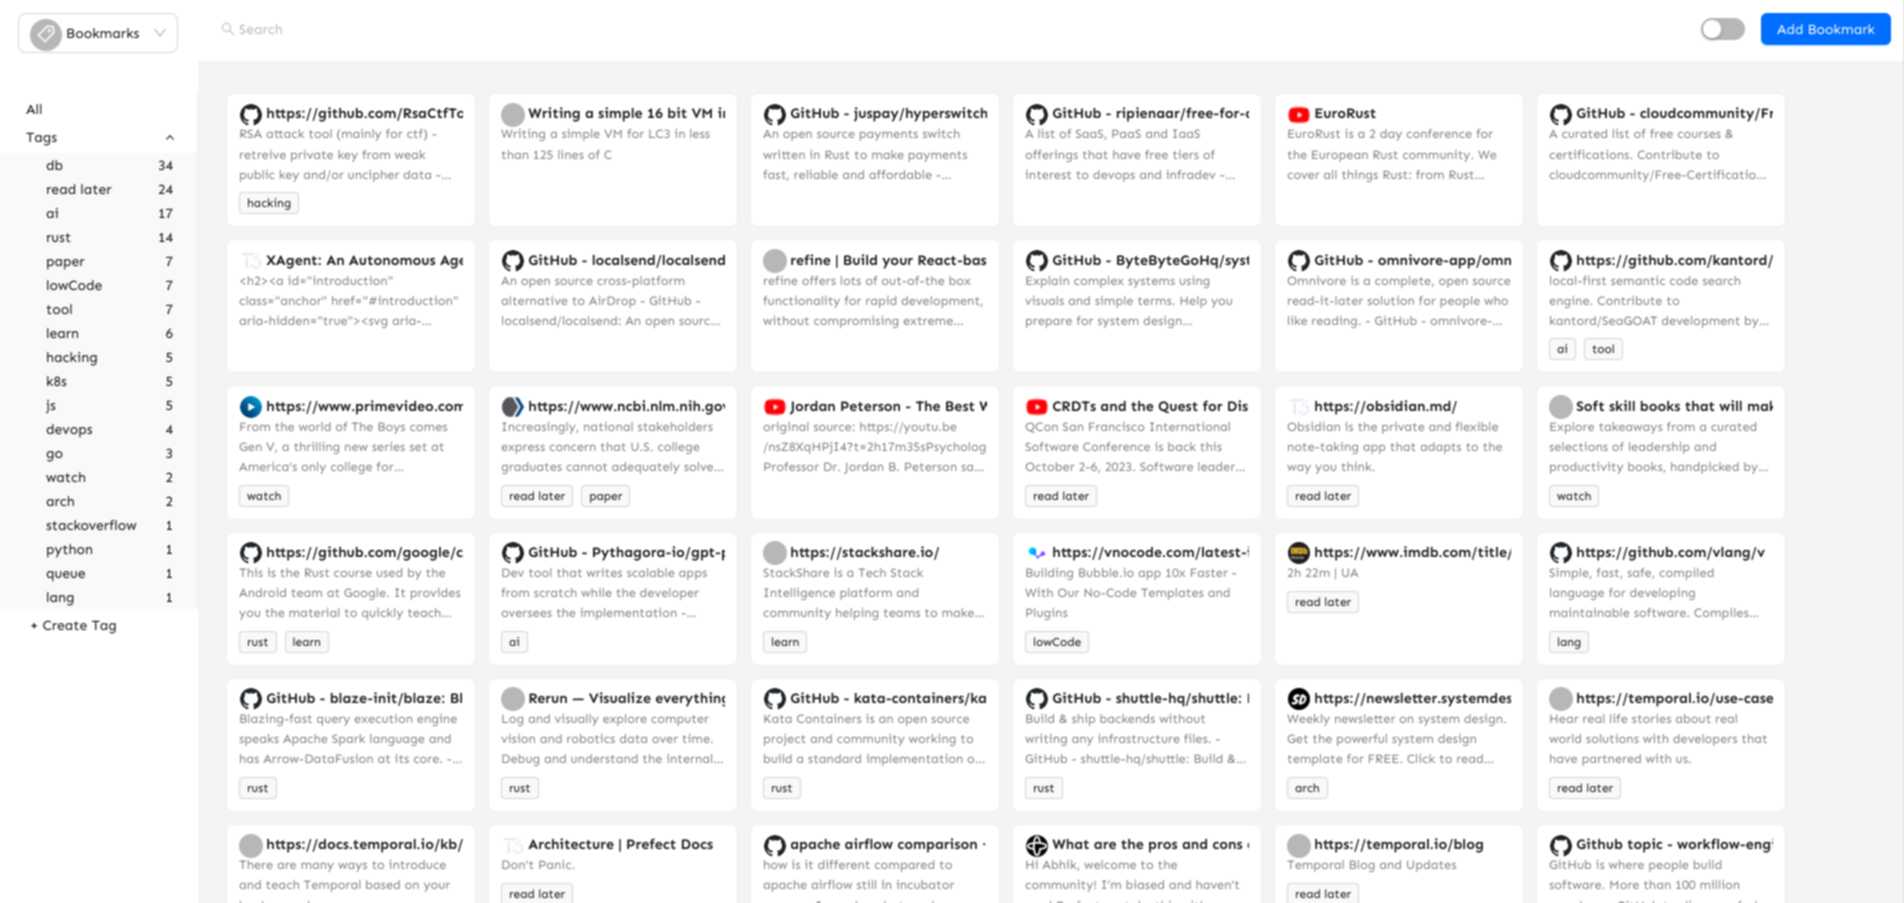 Bookmarks
Search
Add Bookmark
All
Tags
db 34
read later 24
ai 17
rust 14
paper 7
lowCode 7
tool 7
learn 6
hacking 5
k8s 5
js 5
devops 4
go 3
watch 2
arch 2
stackoverflow 1
python 1
queue 1
lang 1
+ Create Tag
https://github.com/RsaCtfTo
RSA attack tool (mainly for ctf) -
retreive private key from weak
public key and/or uncipher data -...
hacking
Writing a simple 16 bit VM in
Writing a simple VM for LC3 in less
than 125 lines of C
GitHub - juspay/hyperswitch
An open source payments switch
written in Rust to make payments
fast, reliable and affordable -...
GitHub - ripienaar/free-for-d
A list of SaaS, PaaS and IaaS
offerings that have free tiers of
interest to devops and infradev -...
EuroRust
EuroRust is a 2 day conference for
the European Rust community. We
cover all things Rust: from Rust...
GitHub - cloudcommunity/Fr
A curated list of free courses &
certifications. Contribute to
cloudcommunity/Free-Certificatio...
XAgent: An Autonomous Age
<h2><a id="introduction"
class="anchor" href="#introduction"
aria-hidden="true"><svg aria-...
GitHub - localsend/localsend
An open source cross-platform
alternative to AirDrop - GitHub -
localsend/localsend: An open sourc...
refine | Build your React-bas
refine offers lots of out-of-the box
functionality for rapid development,
without compromising extreme...
GitHub - ByteByteGoHq/syst
Explain complex systems using
visuals and simple terms. Help you
prepare for system design...
GitHub - omnivore-app/omn
Omnivore is a complete, open source
read-it-later solution for people who
like reading. - GitHub - omnivore-...
https://github.com/kantord/
local-first semantic code search
engine. Contribute to
kantord/SeaGOAT development by...
ai tool
https://www.primevideo.com
From the world of The Boys comes
Gen V, a thrilling new series set at
America's only college for...
watch
https://www.ncbi.nlm.nih.gov
Increasingly, national stakeholders
express concern that U.S. college
graduates cannot adequately solve...
read later paper
Jordan Peterson - The Best W
original source: https://youtu.be
/nsZ8XqHPjI4?t=2h17m35sPsycholog
Professor Dr. Jordan B. Peterson sa...
CRDTs and the Quest for Dis
QCon San Francisco International
Software Conference is back this
October 2-6, 2023. Software leader...
read later
https://obsidian.md/
Obsidian is the private and flexible
note-taking app that adapts to the
way you think.
read later
Soft skill books that will mak
Explore takeaways from a curated
selections of leadership and
productivity books, handpicked by...
watch
https://github.com/google/c
This is the Rust course used by the
Android team at Google. It provides
you the material to quickly teach...
rust learn
GitHub - Pythagora-io/gpt-p
Dev tool that writes scalable apps
from scratch while the developer
oversees the implementation -...
ai
https://stackshare.io/
StackShare is a Tech Stack
Intelligence platform and
community helping teams to make...
learn
https://vnocode.com/latest-i
Building Bubble.io app 10x Faster -
With Our No-Code Templates and
Plugins
lowCode
IMDb
https://www.imdb.com/title/
2h 22m | UA
read later
https://github.com/vlang/v
Simple, fast, safe, compiled
language for developing
maintainable software. Compiles...
lang
GitHub - blaze-init/blaze: Bl
Blazing-fast query execution engine
speaks Apache Spark language and
has Arrow-DataFusion at its core. -...
rust
Rerun — Visualize everything
Log and visually explore computer
vision and robotics data over time.
Debug and understand the internal...
rust
GitHub - kata-containers/ka
Kata Containers is an open source
project and community working to
build a standard implementation o...
rust
GitHub - shuttle-hq/shuttle:
Build & ship backends without
writing any infrastructure files. -
GitHub - shuttle-hq/shuttle: Build &...
rust
SD
https://newsletter.systemdes
Weekly newsletter on system design.
Get the powerful system design
template for FREE. Click to read...
arch
https://temporal.io/use-case
Hear real life stories about real
world solutions with developers that
have partnered with us.
read later
https://docs.temporal.io/kb/
There are many ways to introduce
and teach Temporal based on your
Architecture | Prefect Docs
Don't Panic.
read later
apache airflow comparison ·
how is it different compared to
apache airflow still in incubator
What are the pros and cons
Hi Abhik, welcome to the
community! I'm biased and haven't
https://temporal.io/blog
Temporal Blog and Updates
read later
Github topic - workflow-engi
GitHub is where people build
software. More than 100 million